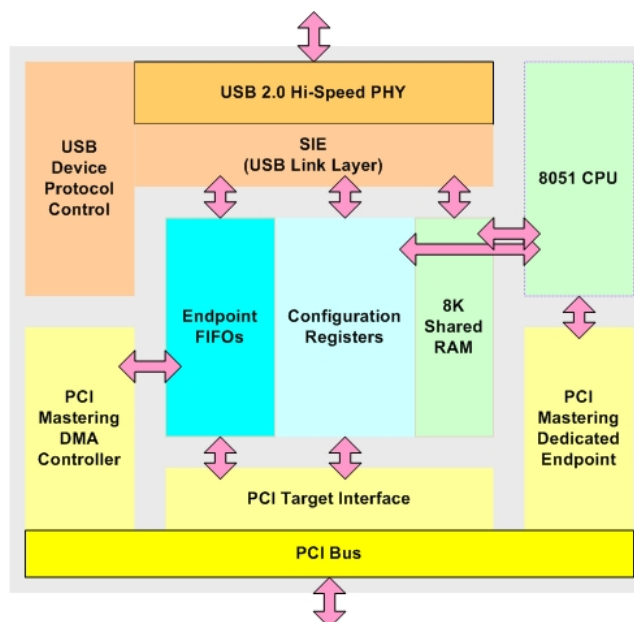 USB 2.0 Hi-Speed PHY
USB
Device
Protocol
Control
SIE
(USB Link Layer)
8051 CPU
Endpoint
FIFOs
Configuration
Registers
8K
Shared
RAM
PCI
Mastering
DMA
Controller
PCI
Mastering
Dedicated
Endpoint
PCI Target Interface
PCI Bus